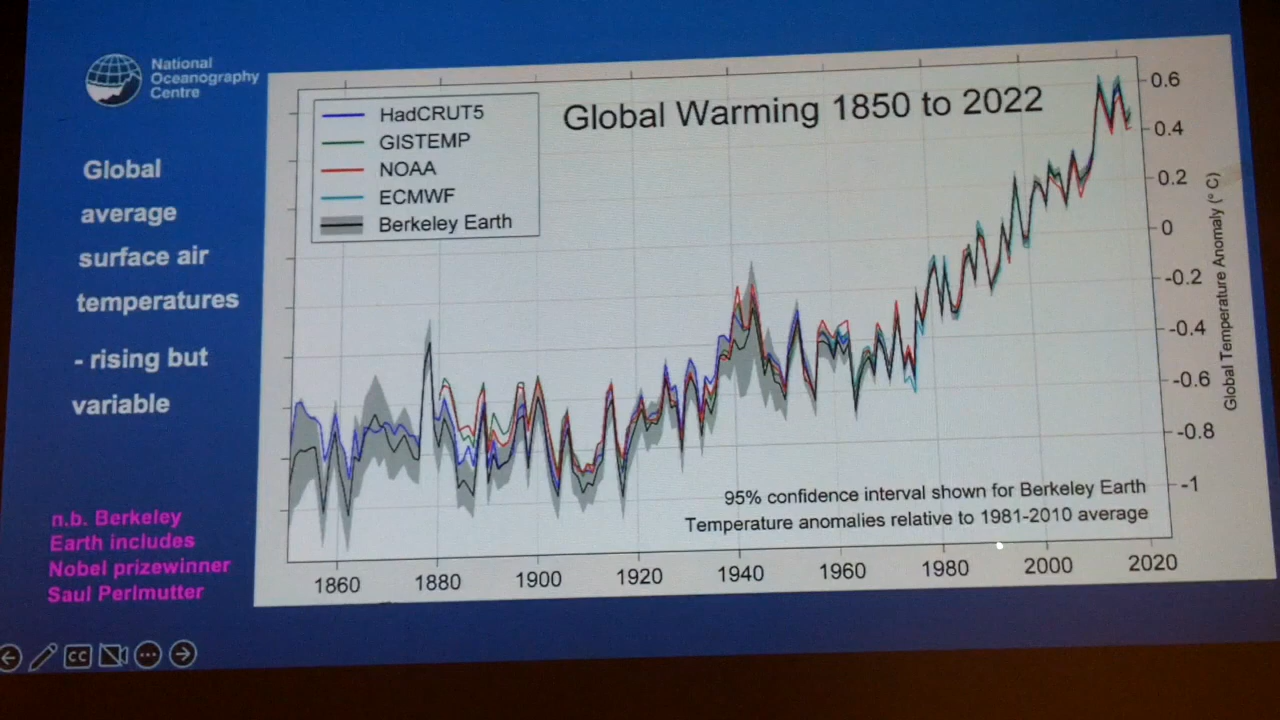 National
Oceanography
Centre
Global
average
surface air
temperatures
- rising but
variable
n.b. Berkeley
Earth includes
Nobel prizewinner
Saul Perlmutter
Global Warming 1850 to 2022
HadCRUT5
GISTEMP
NOAA
ECMWF
Berkeley Earth
95% confidence interval shown for Berkeley Earth
Temperature anomalies relative to 1981-2010 average
0.6
0.4
0.2
0
-0.2
-0.4
-0.6
-0.8
-1
Global Temperature Anomaly (° C)
1860 1880 1900 1920 1940 1960 1980 2000 2020
CC